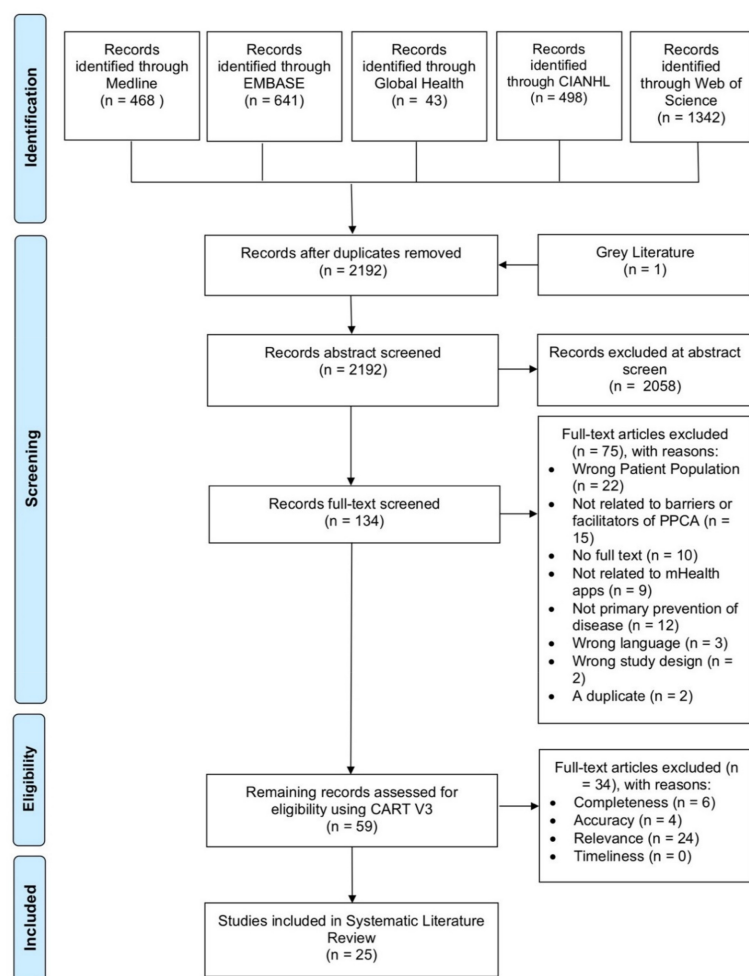 Identification
Records
identified through
Medline
(n = 468 )
Records
identified through
EMBASE
(n = 641)
Records
identified through
Global Health
(n =  43)
Records
identified
through CIANHL
(n = 498)
Records
identified
through Web of
Science
(n = 1342)
Screening
Records after duplicates removed
(n = 2192)
Grey Literature
(n = 1)
Records abstract screened
(n = 2192)
Records excluded at abstract
screen
(n =  2058)
Records full-text screened
(n = 134)
Full-text articles excluded
(n = 75), with reasons:
• Wrong Patient Population
(n = 22)
• Not related to barriers or
facilitators of PPCA (n =
15)
• No full text (n = 10)
• Not related to mHealth
apps (n = 9)
• Not primary prevention of
disease (n = 12)
• Wrong language (n = 3)
• Wrong study design (n =
2)
• A duplicate (n = 2)
Eligibility
Remaining records assessed for
eligibility using CART V3
(n = 59)
Full-text articles excluded (n
= 34), with reasons:
• Completeness (n = 6)
• Accuracy (n = 4)
• Relevance (n = 24)
• Timeliness (n = 0)
Included
Studies included in Systematic Literature
Review
(n = 25)